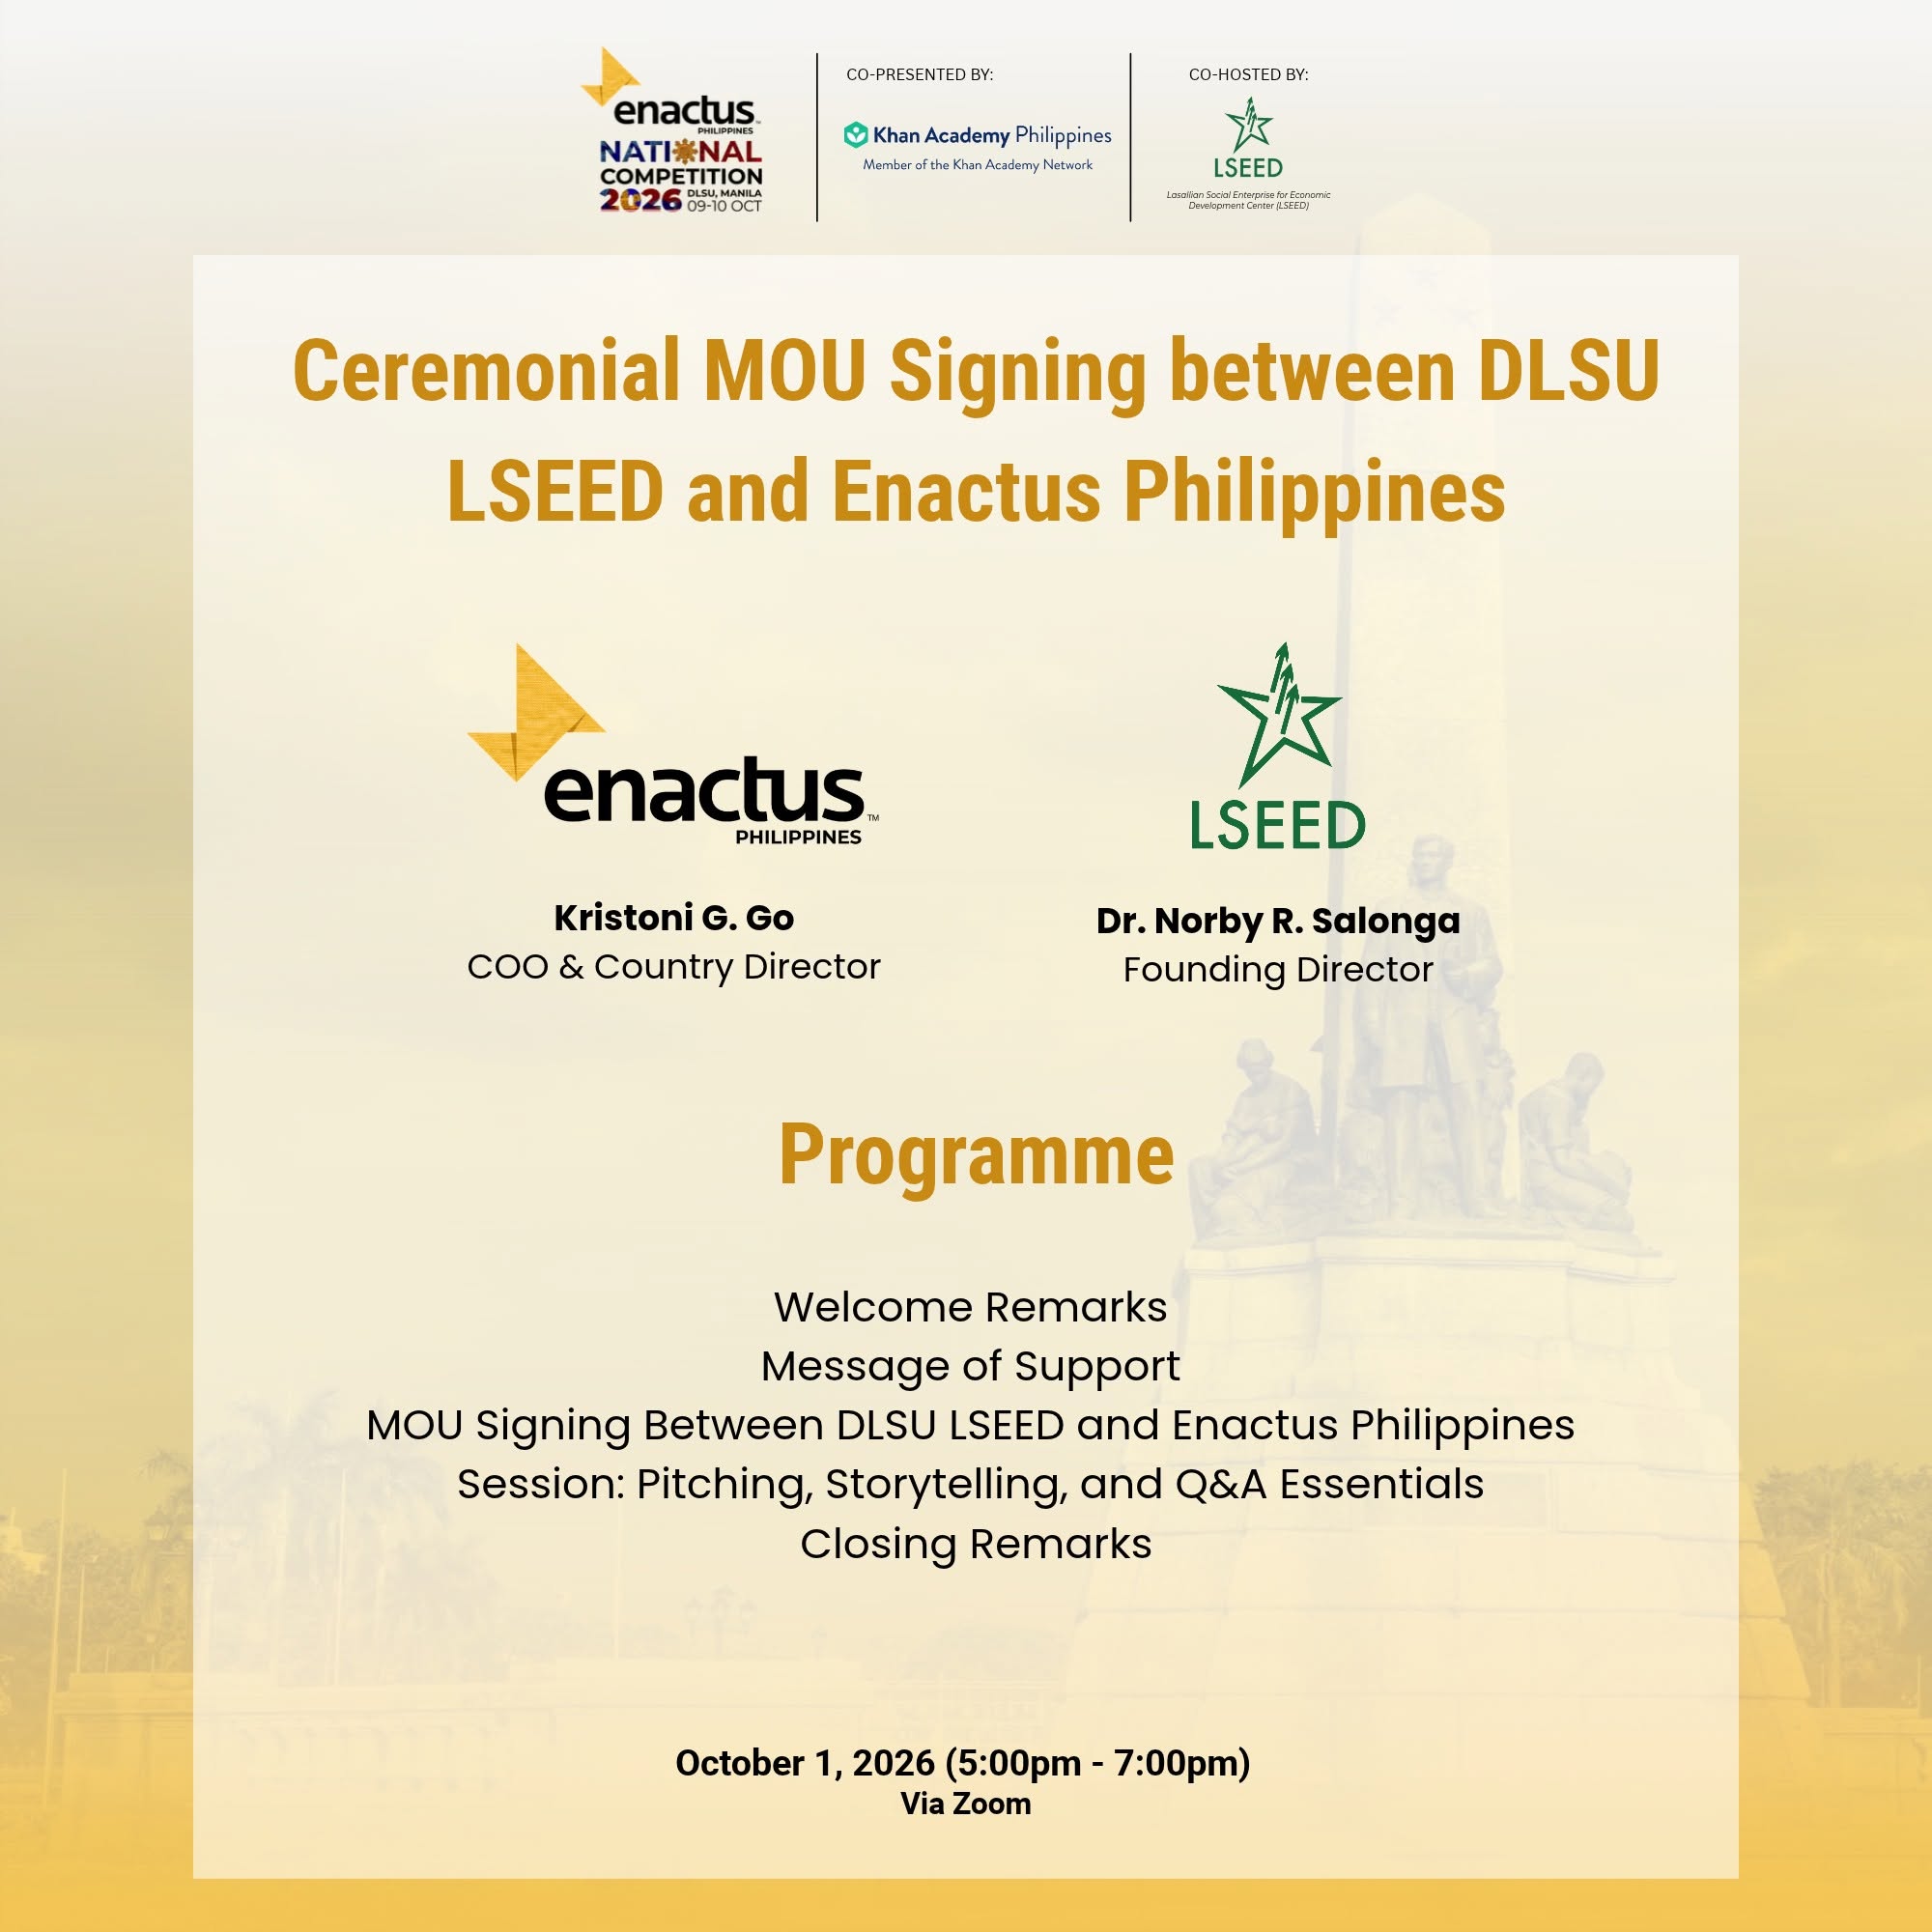 enactus
PHILIPPINES
NATIONAL
COMPETITION
2026 DLSU, MANILA
09-10 OCT
CO-PRESENTED BY:
Khan Academy Philippines
Member of the Khan Academy Network
CO-HOSTED BY:
LSEED
Lasallian Social Enterprise for Economic
Development Center (LSEED)
Ceremonial MOU Signing between DLSU
LSEED and Enactus Philippines
enactus™
PHILIPPINES
LSEED
Kristoni G. Go
COO & Country Director
Dr. Norby R. Salonga
Founding Director
Programme
Welcome Remarks
Message of Support
MOU Signing Between DLSU LSEED and Enactus Philippines
Session: Pitching, Storytelling, and Q&A Essentials
Closing Remarks
October 1, 2026 (5:00pm - 7:00pm)
Via Zoom